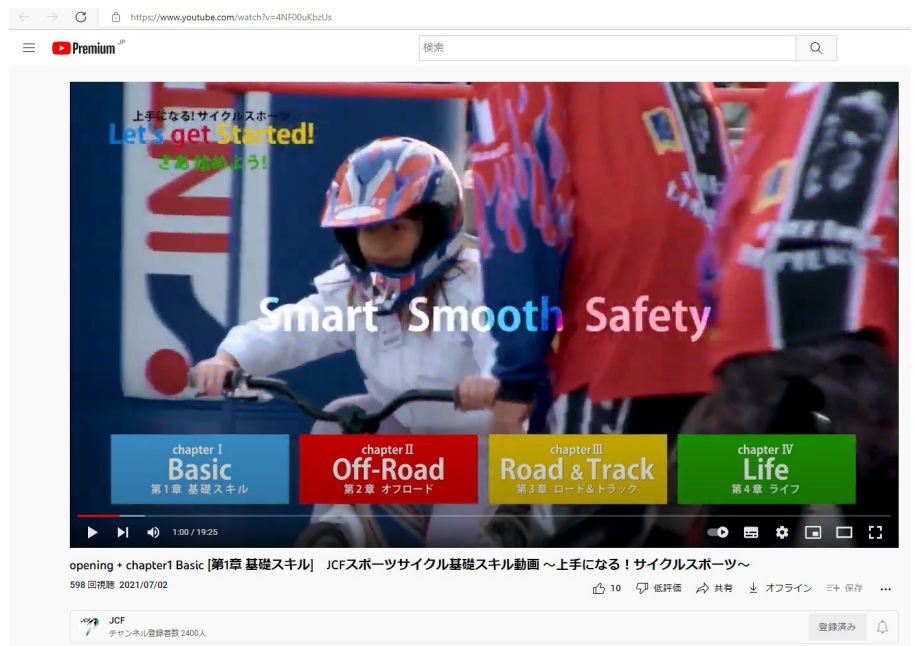 https://www.youtube.com/watch?v=4NF00uKbzUs
Premium JP
検索
上手になる!サイクルスポーツ
Let's get Started!
さあ始めよう!
Smart Smooth Safety
chapter I
Basic
第1章 基礎スキル
chapter II
Off-Road
第2章 オフロード
chapter III
Road & Track
第3章 ロード&トラック
chapter IV
Life
第4章 ライフ
1:00 / 19:25
opening + chapter1 Basic [第1章 基礎スキル] JCFスポーツサイクル基礎スキル動画 ～上手になる！サイクルスポーツ～
598 回視聴 2021/07/02
10 低評価 共有 オフライン 保存
JCF
チャンネル登録者数 2400人
登録済み